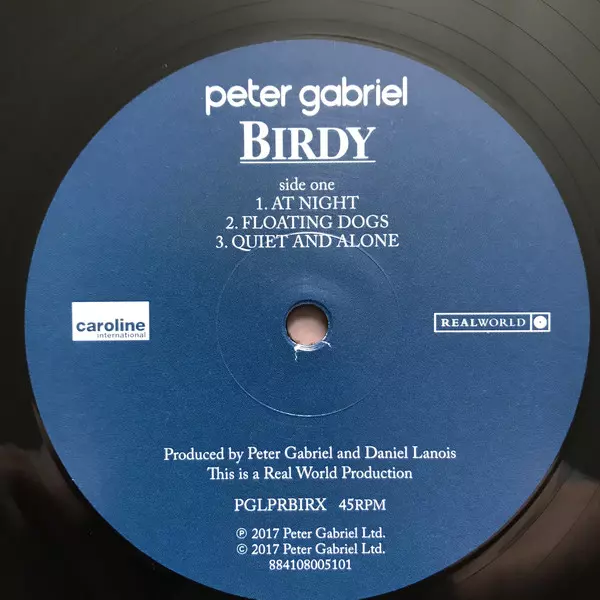 peter gabriel
BIRDY
side one
1. AT NIGHT
2. FLOATING DOGS
3. QUIET AND ALONE
caroline
international
REALWORLD
Produced by Peter Gabriel and Daniel Lanois
This is a Real World Production
PGLPRBIRX 45RPM
℗ 2017 Peter Gabriel Ltd.
© 2017 Peter Gabriel Ltd.
884108005101